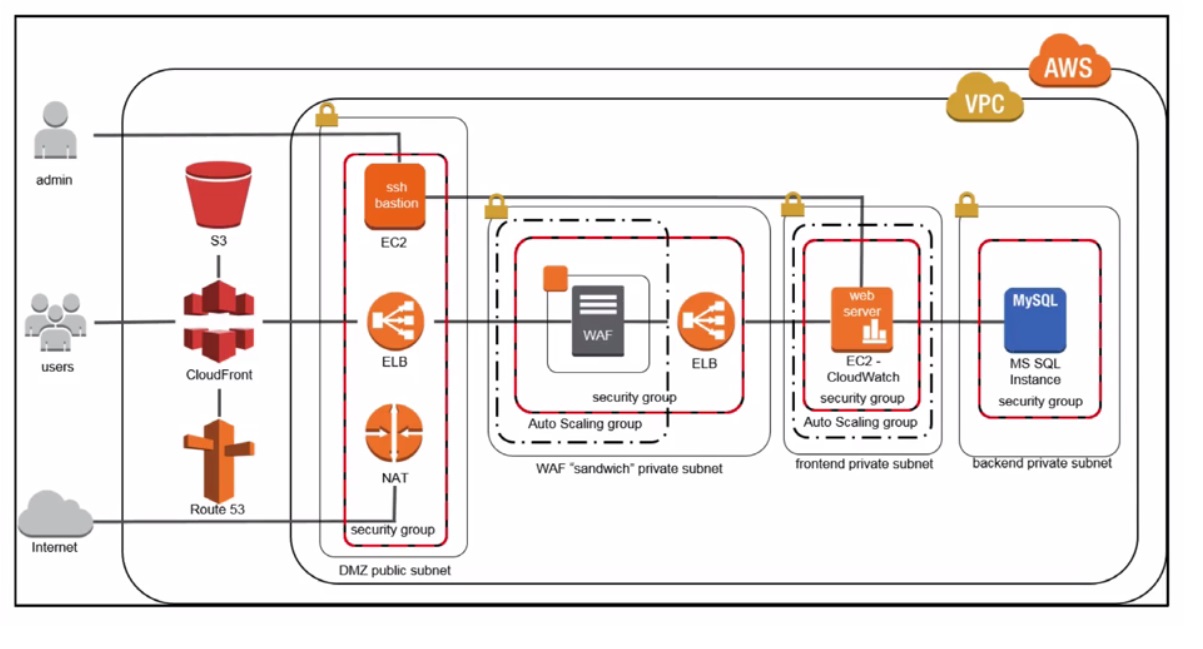 AWS
VPC
admin
S3
ssh
bastion
EC2
users
CloudFront
ELB
WAF
ELB
security group
Auto Scaling group
WAF "sandwich" private subnet
web
server
EC2 -
CloudWatch
security group
Auto Scaling group
frontend private subnet
MySQL
MS SQL
Instance
security group
backend private subnet
Route 53
NAT
security group
DMZ public subnet
Internet